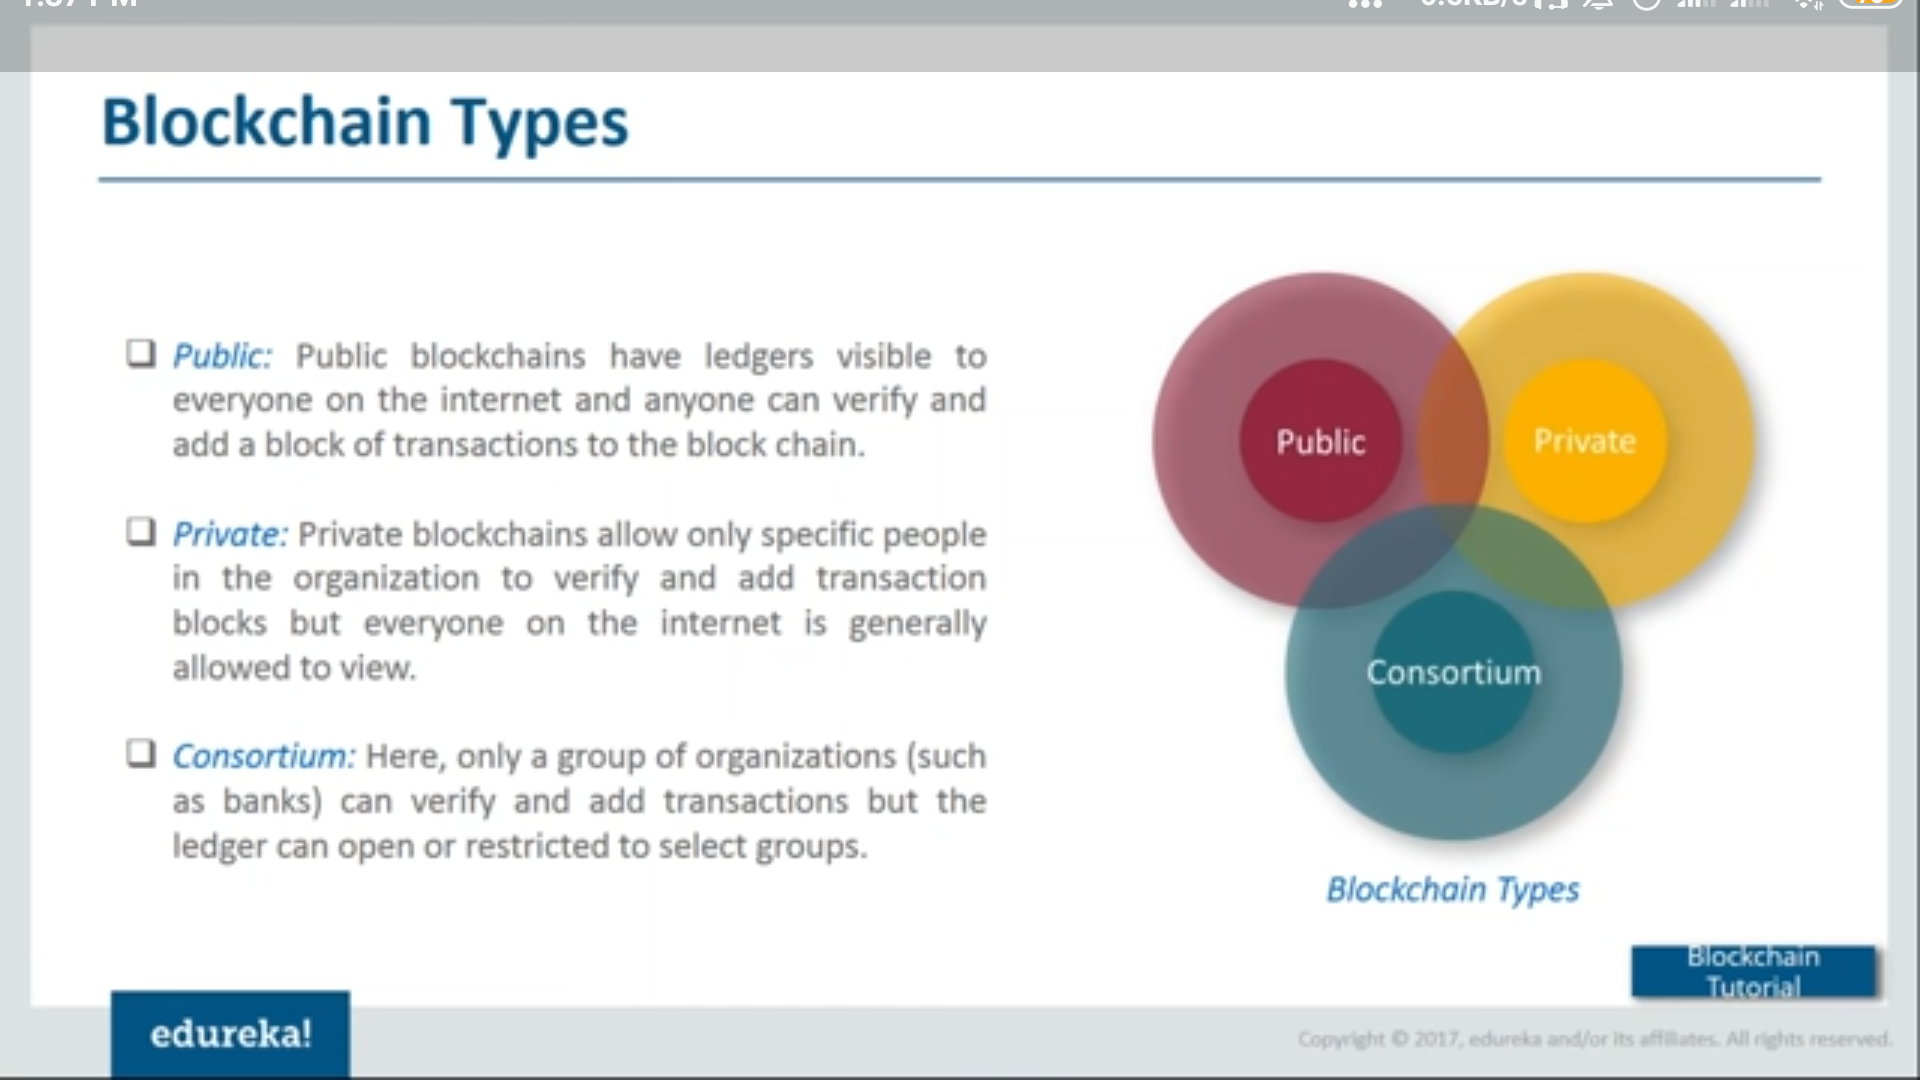 Blockchain Types
Public: Public blockchains have ledgers visible to
everyone on the internet and anyone can verify and
add a block of transactions to the block chain.
Private: Private blockchains allow only specific people
in the organization to verify and add transaction
blocks but everyone on the internet is generally
allowed to view.
Consortium: Here, only a group of organizations (such
as banks) can verify and add transactions but the
ledger can open or restricted to select groups.
Public
Private
Consortium
Blockchain Types
Blockchain
Tutorial
edureka!
Copyright © 2017, edureka and/or its affiliates. All rights reserved.